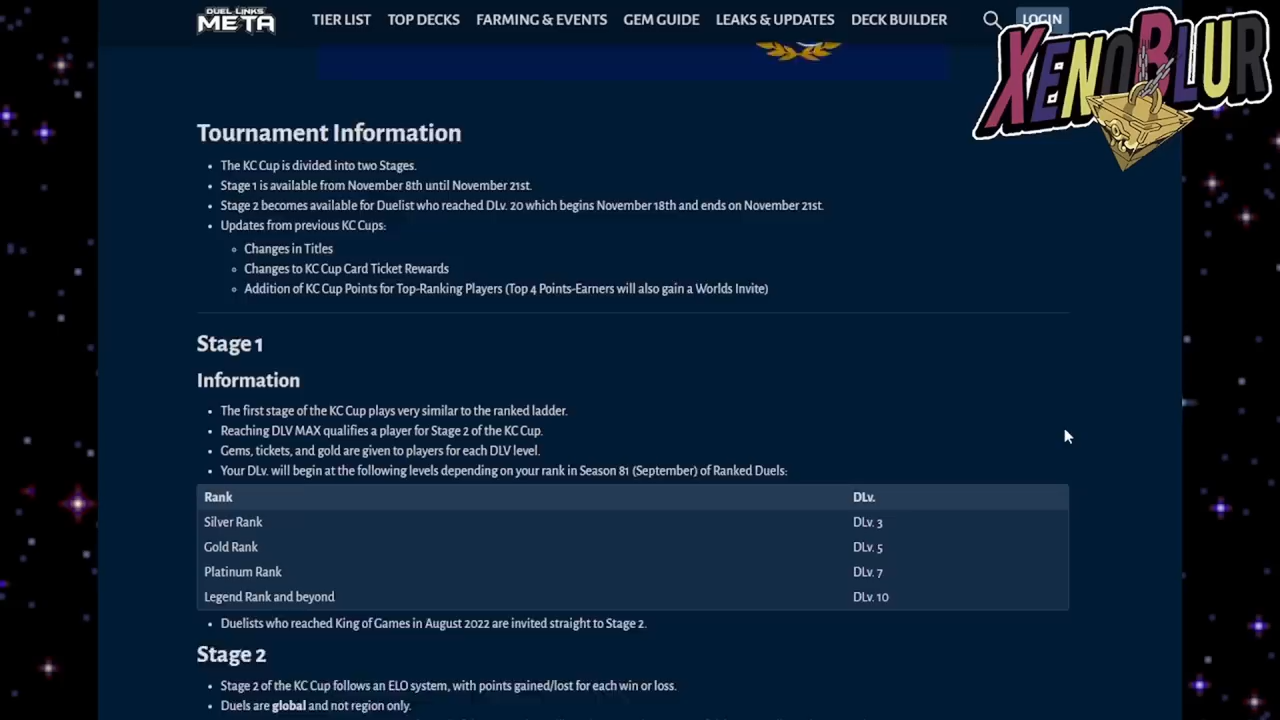 DUEL LINKS
META
TIER LIST
TOP DECKS
FARMING & EVENTS
GEM GUIDE
LEAKS & UPDATES
DECK BUILDER
LOGIN
XENOBLUR
Tournament Information
The KC Cup is divided into two Stages.
Stage 1 is available from November 8th until November 21st.
Stage 2 becomes available for Duelist who reached DLv. 20 which begins November 18th and ends on November 21st.
Updates from previous KC Cups:
Changes in Titles
Changes to KC Cup Card Ticket Rewards
Addition of KC Cup Points for Top-Ranking Players (Top 4 Points-Earners will also gain a Worlds Invite)
Stage 1
Information
The first stage of the KC Cup plays very similar to the ranked ladder.
Reaching DLV MAX qualifies a player for Stage 2 of the KC Cup.
Gems, tickets, and gold are given to players for each DLV level.
Your DLv. will begin at the following levels depending on your rank in Season 81 (September) of Ranked Duels:
Rank DLv.
Silver Rank DLv. 3
Gold Rank DLv. 5
Platinum Rank DLv. 7
Legend Rank and beyond DLv. 10
Duelists who reached King of Games in August 2022 are invited straight to Stage 2.
Stage 2
Stage 2 of the KC Cup follows an ELO system, with points gained/lost for each win or loss.
Duels are global and not region only.